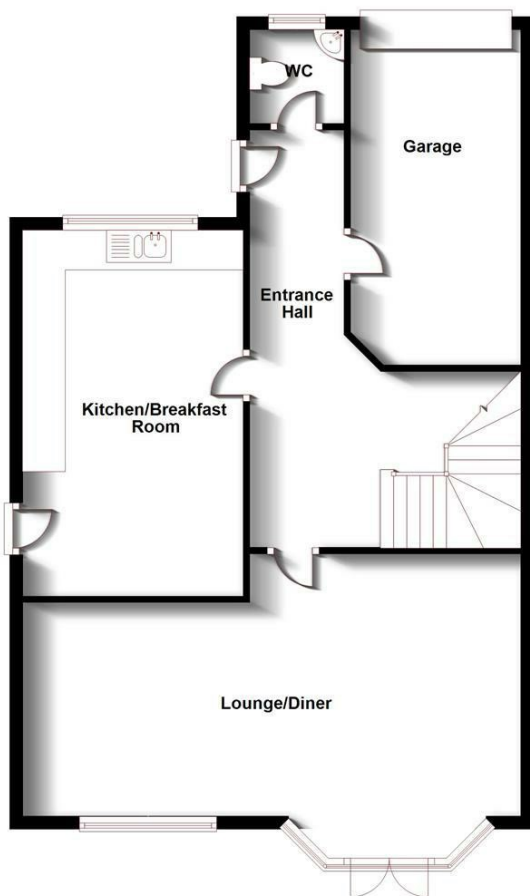 WC
Garage
Entrance
Hall
Kitchen/Breakfast
Room
Lounge/Diner